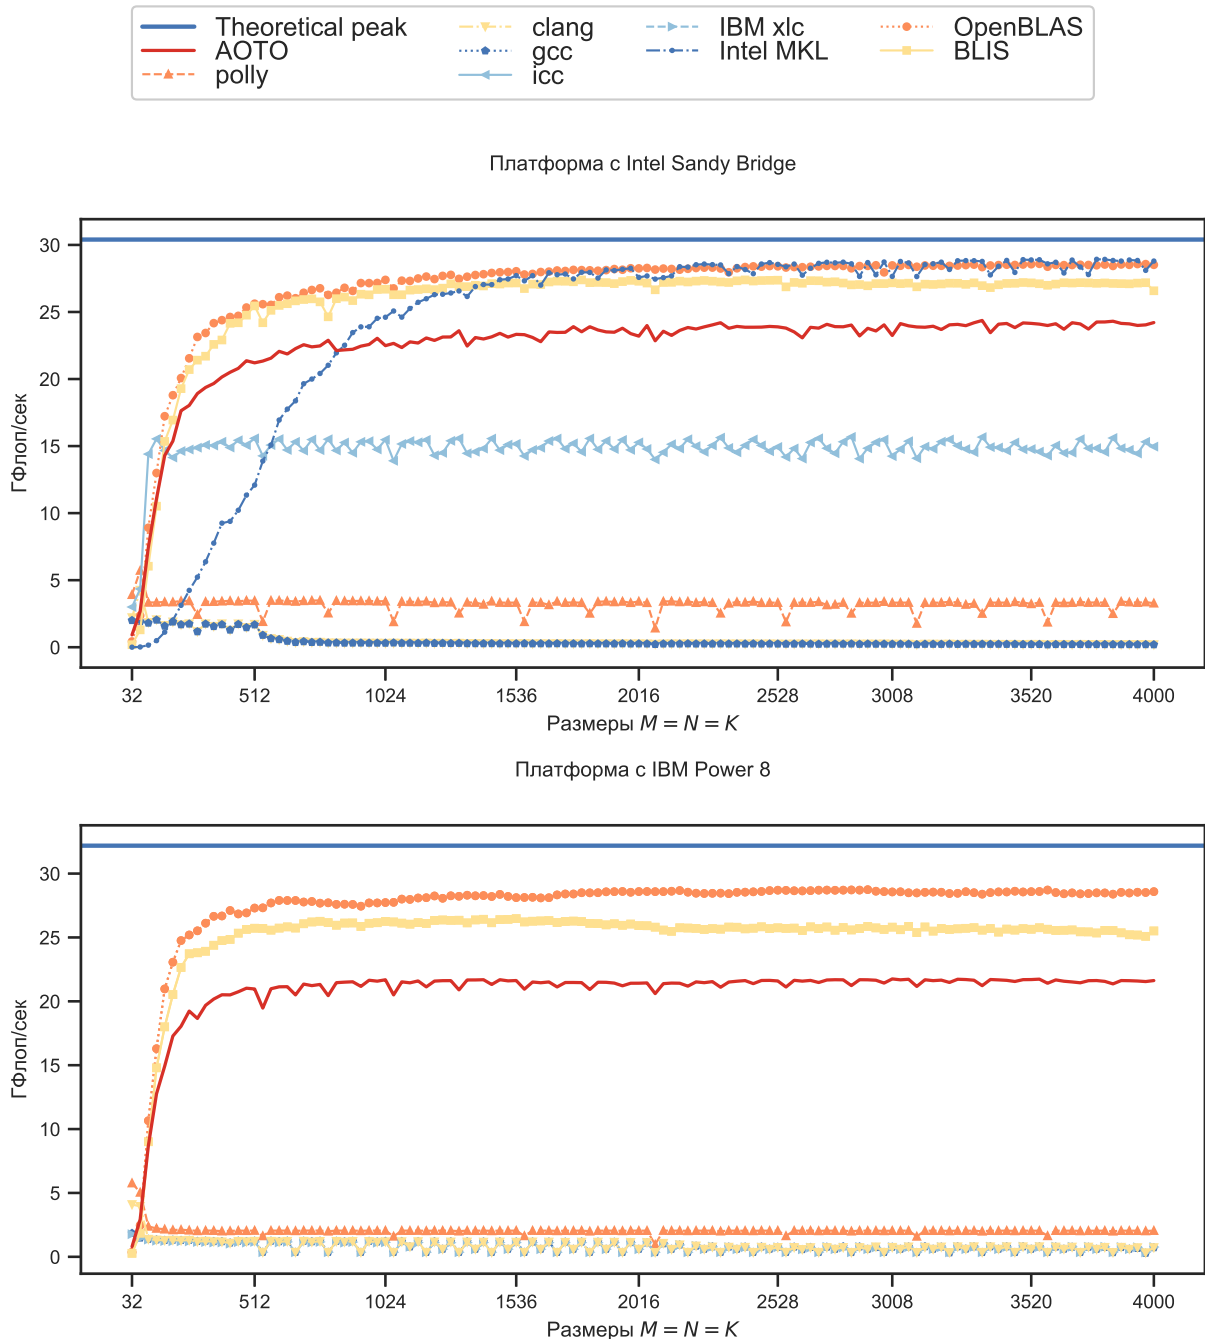 Theoretical peak clang IBM xlc OpenBLAS
AOTO gcc Intel MKL BLIS
polly icc
Платформа с Intel Sandy Bridge
30
25
20
15
10
5
0
ГФлоп/сек
32 512 1024 1536 2016 2528 3008 3520 4000
Размеры M = N = K
Платформа с IBM Power 8
30
25
20
15
10
5
0
ГФлоп/сек
32 512 1024 1536 2016 2528 3008 3520 4000
Размеры M = N = K